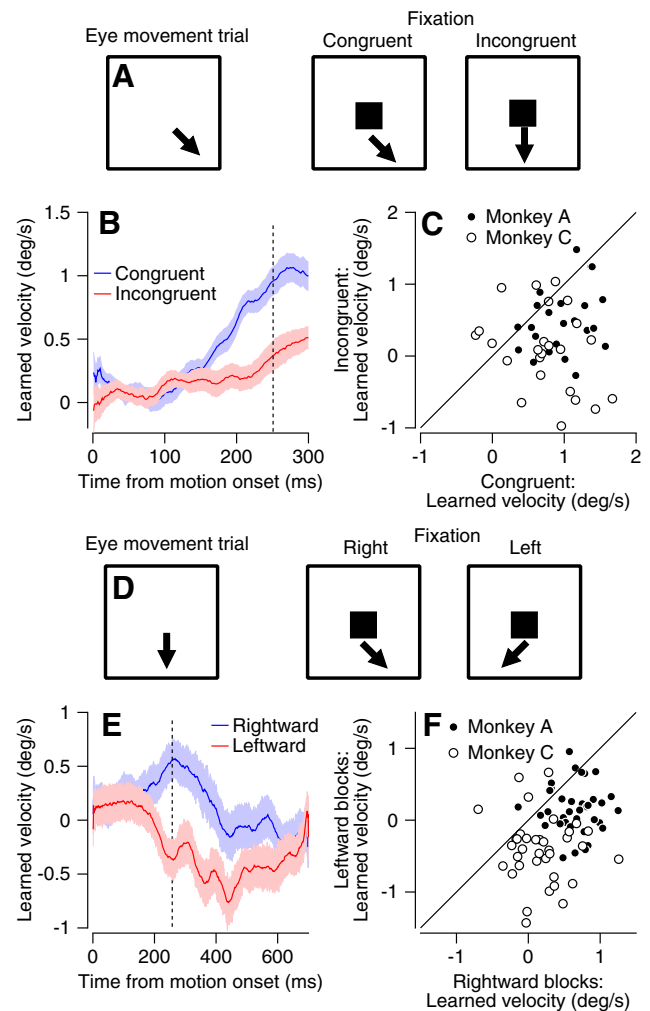 Fixation
Eye movement trial
Congruent
Incongruent
A
B
1.5
1
0.5
0
Learned velocity (deg/s)
Congruent
Incongruent
0
100
200
300
Time from motion onset (ms)
C
Monkey A
Monkey C
2
1
0
-1
Incongruent:
Learned velocity (deg/s)
-1
0
1
2
Congruent:
Learned velocity (deg/s)
Fixation
Eye movement trial
Right
Left
D
E
1
0.5
0
-0.5
-1
Learned velocity (deg/s)
Rightward
Leftward
0
200
400
600
Time from motion onset (ms)
F
Monkey A
Monkey C
1
0
-1
Leftward blocks:
Learned velocity (deg/s)
-1
0
1
Rightward blocks:
Learned velocity (deg/s)